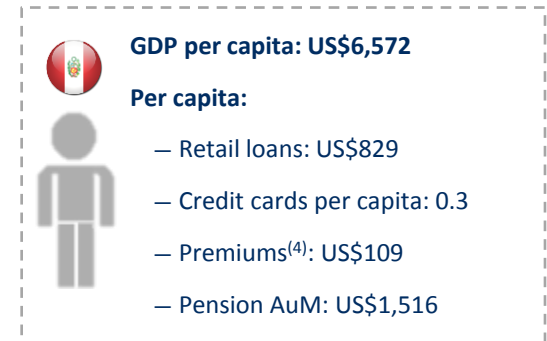 GDP per capita: US$6,572
Per capita:
— Retail loans: US$829
— Credit cards per capita: 0.3
— Premiums(4): US$109
— Pension AuM: US$1,516